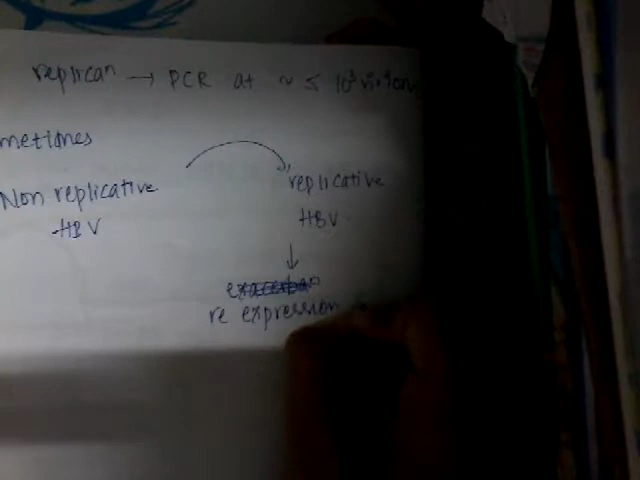 replican → PCR at ~ ≤ 10³ virion
metimes
Non replicative
HBV
replicative
HBV
↓
re expression